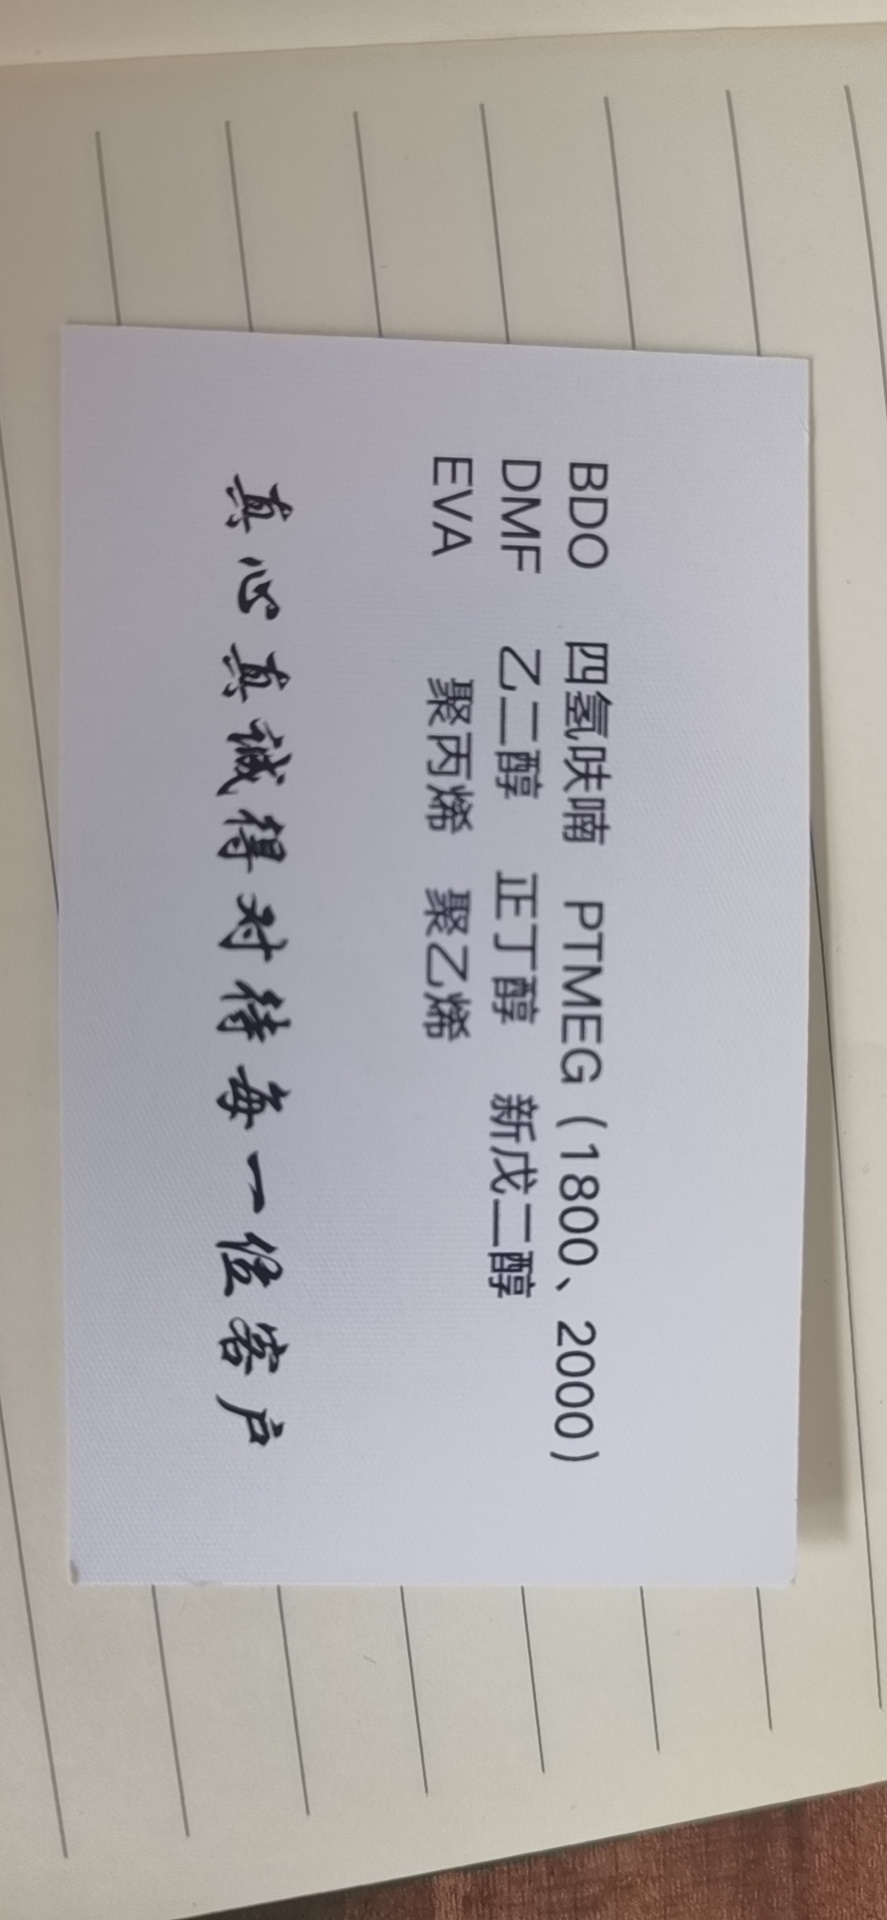 BDO 四氢呋喃 PTMEG（1800、2000）
DMF 乙二醇 正丁醇 新戊二醇
EVA 聚丙烯 聚乙烯
真心真诚得对待每一位客户